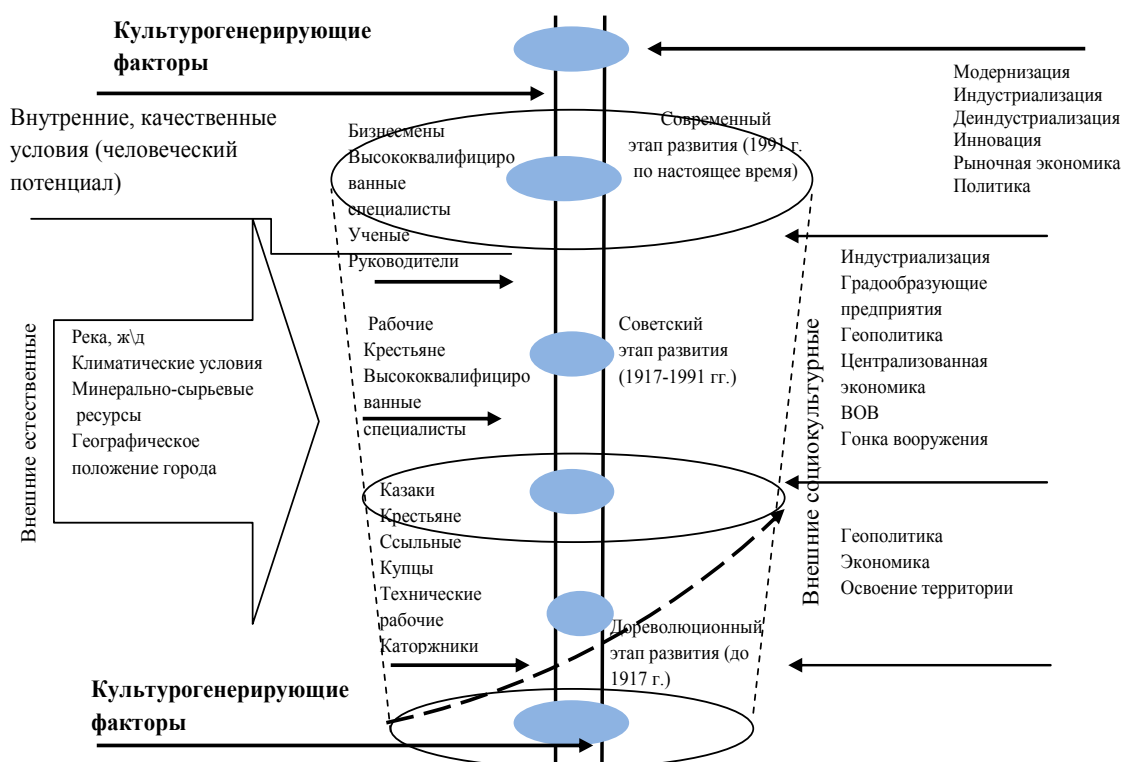 Культурогенерирующие
факторы
Внутренние, качественные
условия (человеческий
потенциал)
Бизнесмены
Высококвалифициро
ванные
специалисты
Ученые
Руководители
Современный
этап развития (1991 г.
по настоящее время)
Модернизация
Индустриализация
Деиндустриализация
Инновация
Рыночная экономика
Политика
Внешние естественные
Река, ж\д
Климатические условия
Минерально-сырьевые
ресурсы
Географическое
положение города
Рабочие
Крестьяне
Высококвалифициро
ванные
специалисты
Советский
этап развития
(1917-1991 гг.)
Внешние социокультурные
Индустриализация
Градообразующие
предприятия
Геополитика
Централизованная
экономика
ВОВ
Гонка вооружения
Казаки
Крестьяне
Ссыльные
Купцы
Технические
рабочие
Каторжники
Дореволюционный
этап развития (до
1917 г.)
Геополитика
Экономика
Освоение территории
Культурогенерирующие
факторы